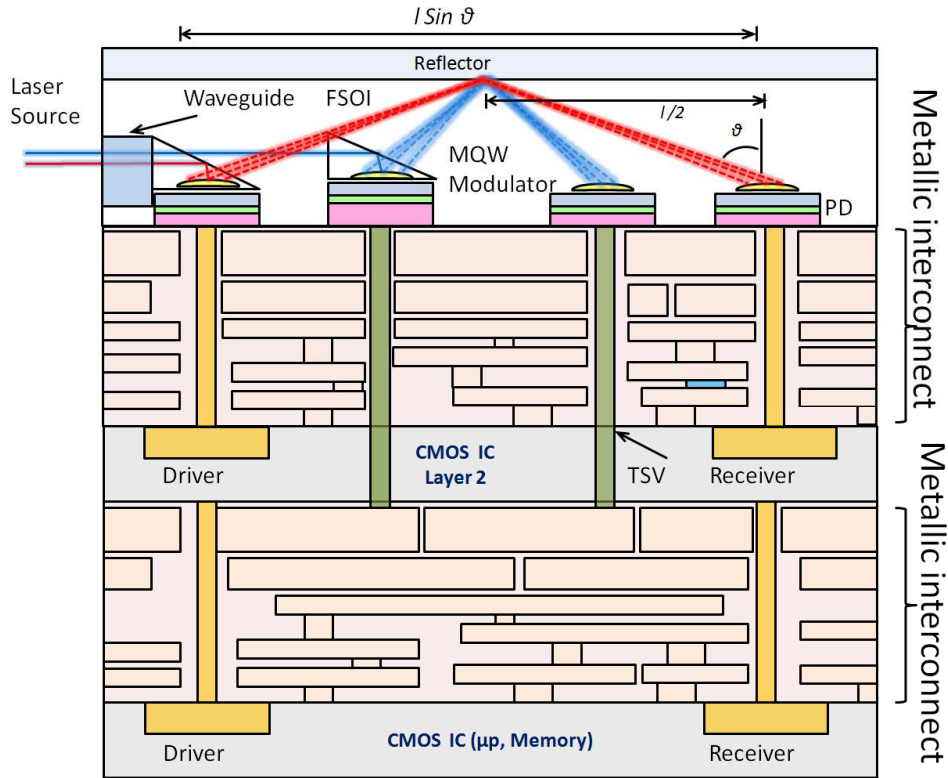 l Sin ϑ
Reflector
Laser
Source
Waveguide
FSOI
l/2
ϑ
MQW
Modulator
PD
Metallic interconnect
Driver
CMOS IC
Layer 2
TSV
Receiver
Metallic interconnect
Driver
CMOS IC (µp, Memory)
Receiver